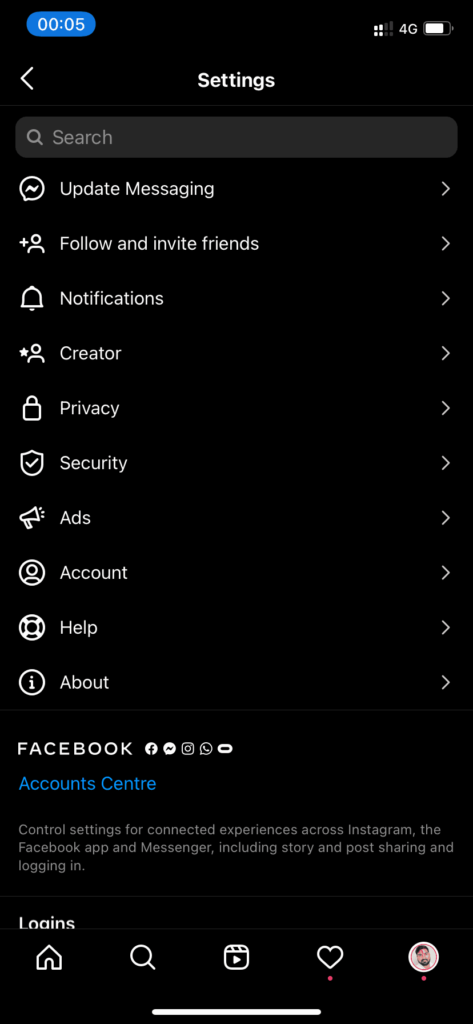 00:05
4G
Settings
Search
Update Messaging
Follow and invite friends
Notifications
Creator
Privacy
Security
Ads
Account
Help
About
FACEBOOK
Accounts Centre
Control settings for connected experiences across Instagram, the
Facebook app and Messenger, including story and post sharing and
logging in.
Logins